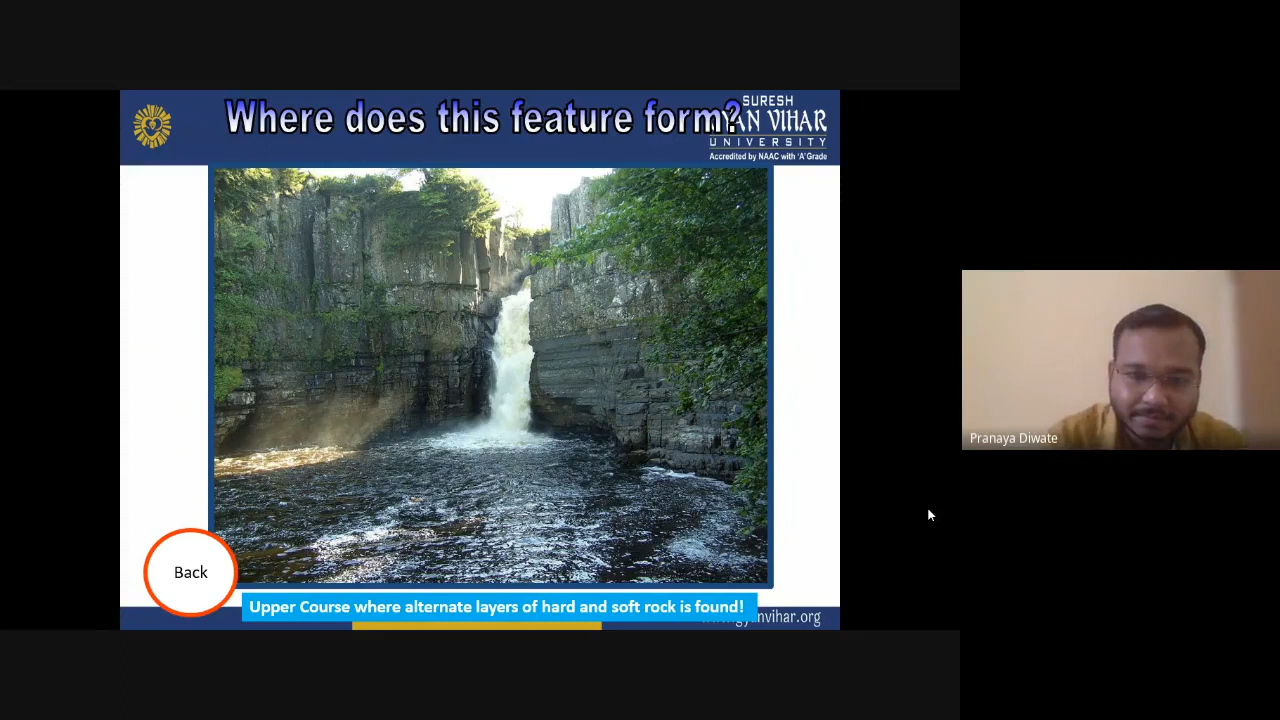 Where does this feature form?
SURESH
VIHAR
UNIVERSITY
Accredited by NAAC with 'A' Grade
Pranaya Diwate
Back
Upper Course where alternate layers of hard and soft rock is found!